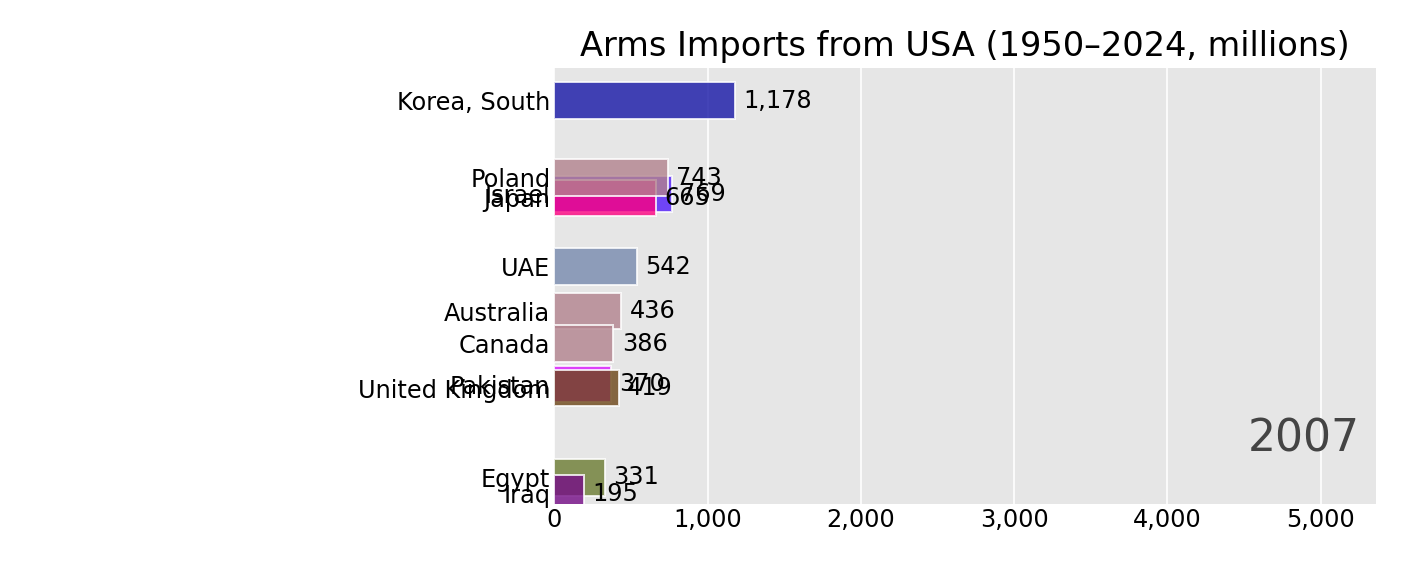 Arms Imports from USA (1950–2024, millions)
Korea, South 1,178
Poland 743
Israel 769
Japan 665
UAE 542
Australia 436
Canada 386
Pakistan 370
United Kingdom 419
2007
Egypt 331
Iraq 195
0 1,000 2,000 3,000 4,000 5,000